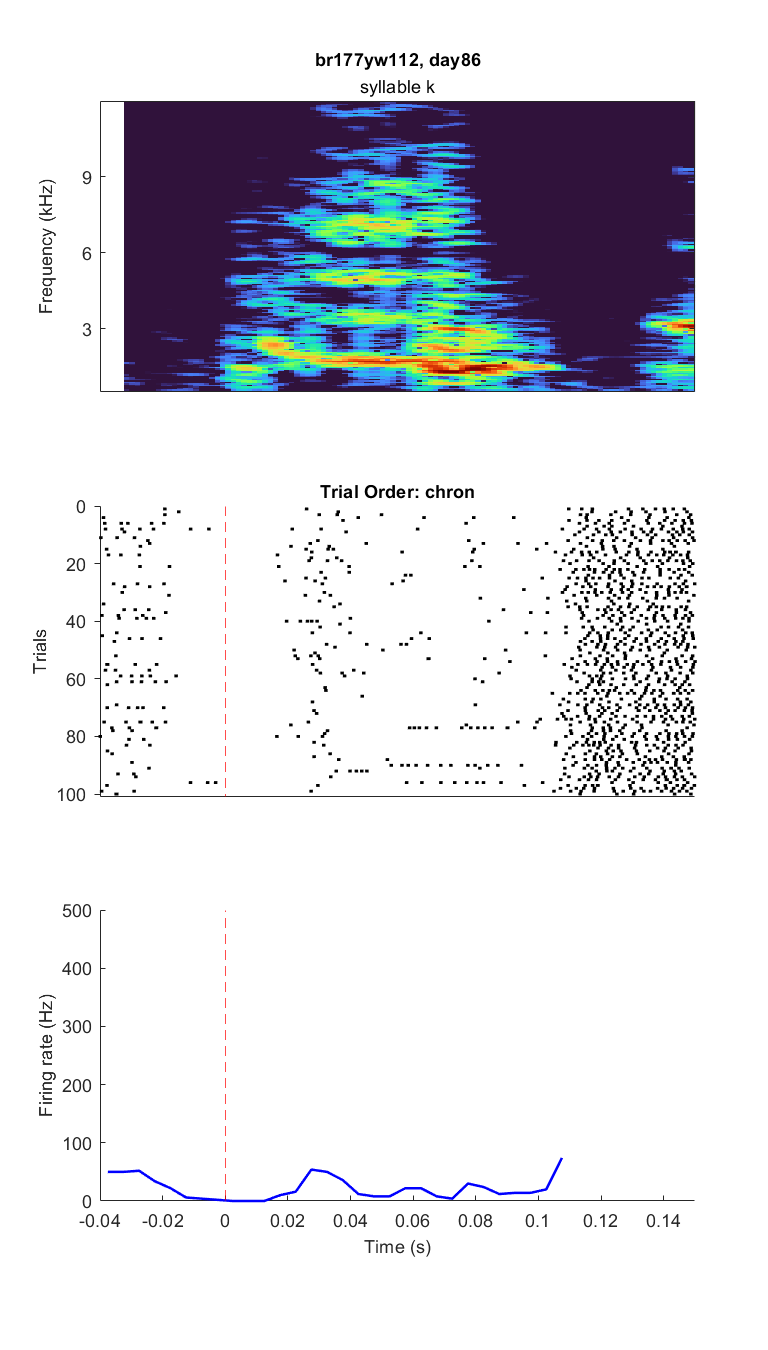 br177yw112, day86
syllable k
9
6
3
Frequency (kHz)
Trial Order: chron
0
20
40
60
80
100
Trials
500
400
300
200
100
0
Firing rate (Hz)
-0.04 -0.02 0 0.02 0.04 0.06 0.08 0.1 0.12 0.14
Time (s)